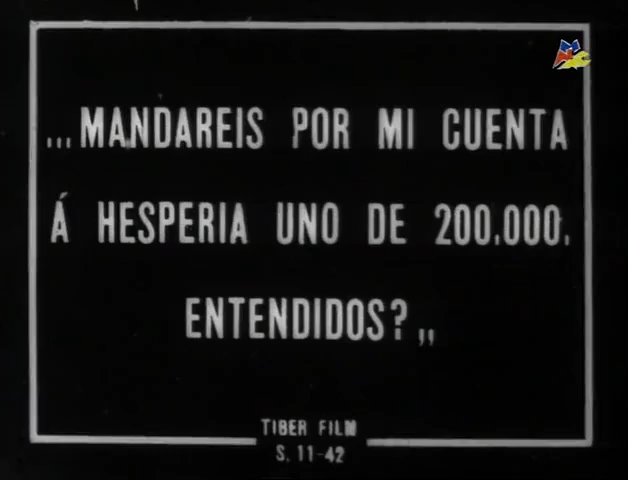 ...MANDAREIS POR MI CUENTA
Á HESPERIA UNO DE 200.000.
ENTENDIDOS?„
TIBER FILM
S. 11-42